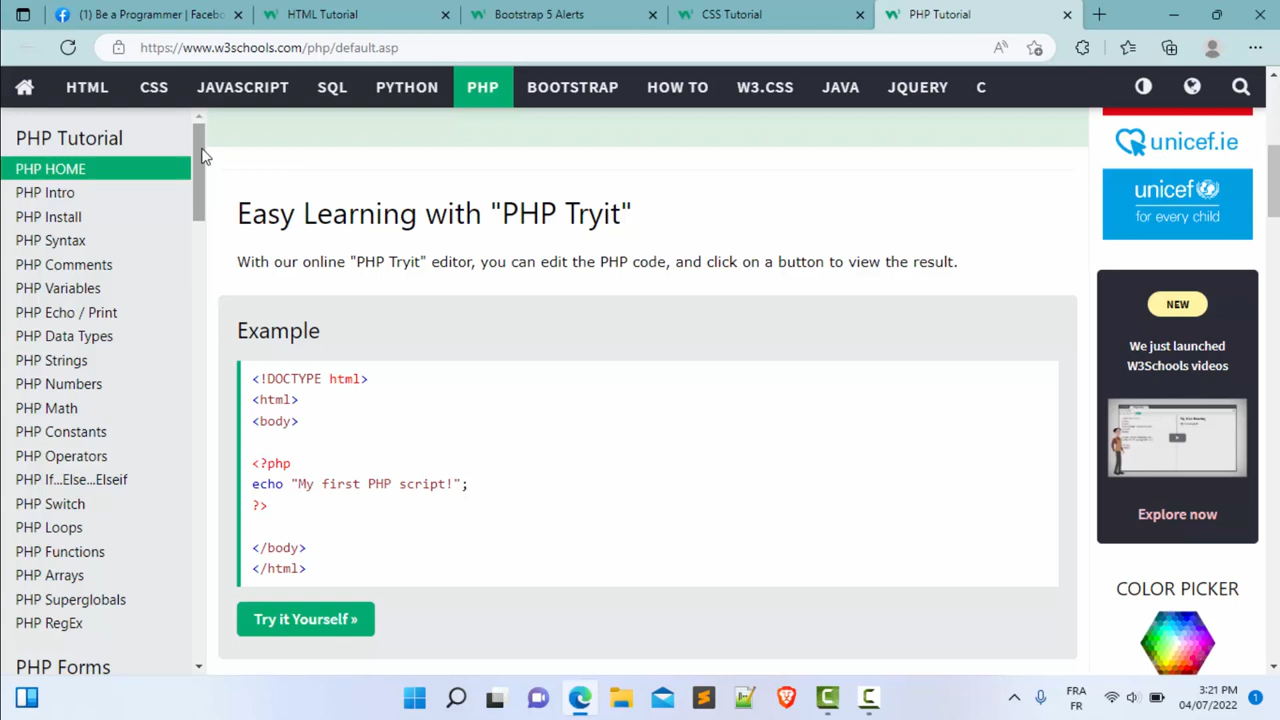 (1) Be a Programmer | Facebo
HTML Tutorial
Bootstrap 5 Alerts
CSS Tutorial
PHP Tutorial
https://www.w3schools.com/php/default.asp
HTML CSS JAVASCRIPT SQL PYTHON PHP BOOTSTRAP HOW TO W3.CSS JAVA JQUERY C
PHP Tutorial
PHP HOME
PHP Intro
PHP Install
PHP Syntax
PHP Comments
PHP Variables
PHP Echo / Print
PHP Data Types
PHP Strings
PHP Numbers
PHP Math
PHP Constants
PHP Operators
PHP If...Else...Elseif
PHP Switch
PHP Loops
PHP Functions
PHP Arrays
PHP Superglobals
PHP RegEx
PHP Forms
Easy Learning with "PHP Tryit"
With our online "PHP Tryit" editor, you can edit the PHP code, and click on a button to view the result.
Example
<!DOCTYPE html>
<html>
<body>
<?php
echo "My first PHP script!";
?>
</body>
</html>
Try it Yourself »
unicef.ie
unicef
for every child
NEW
We just launched
W3Schools videos
Explore now
COLOR PICKER
FRA
FR
3:21 PM
04/07/2022
1